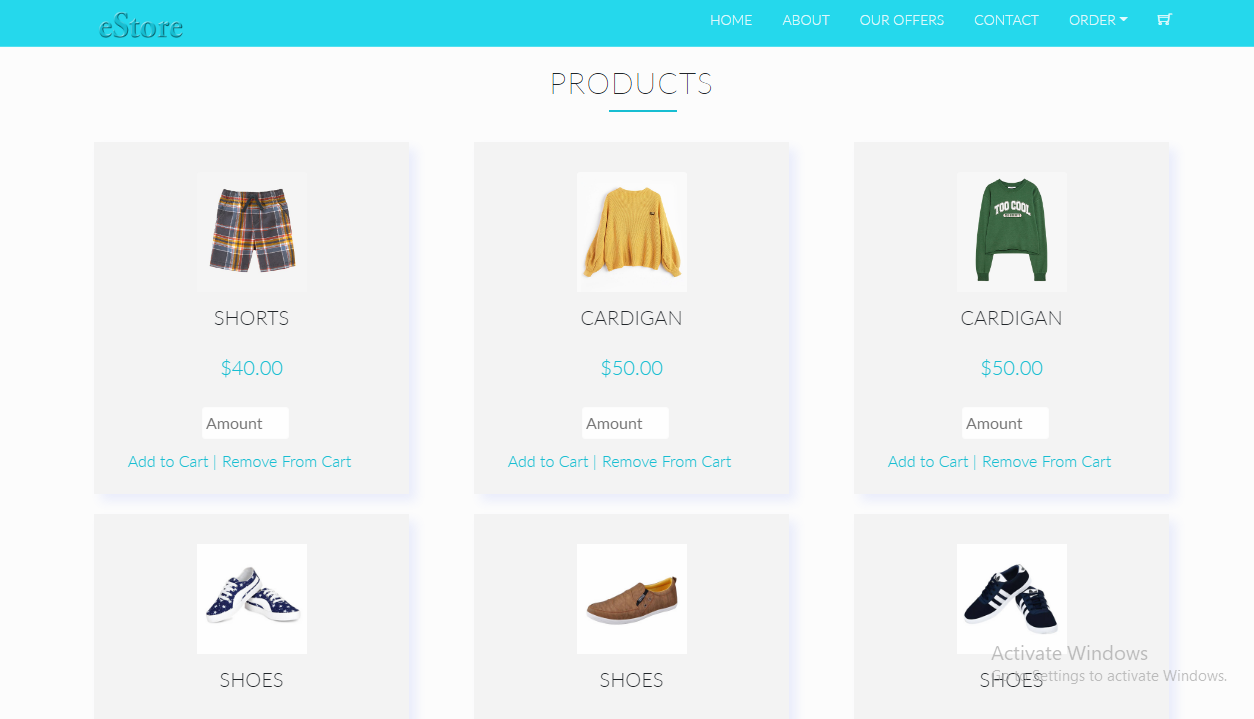 eStore
HOME ABOUT OUR OFFERS CONTACT ORDER
PRODUCTS
TOO COOL
SHORTS CARDIGAN CARDIGAN
$40.00 $50.00 $50.00
Amount Amount Amount
Add to Cart | Remove From Cart Add to Cart | Remove From Cart Add to Cart | Remove From Cart
Activate Windows
Go to Settings to activate Windows.
SHOES SHOES SHOES